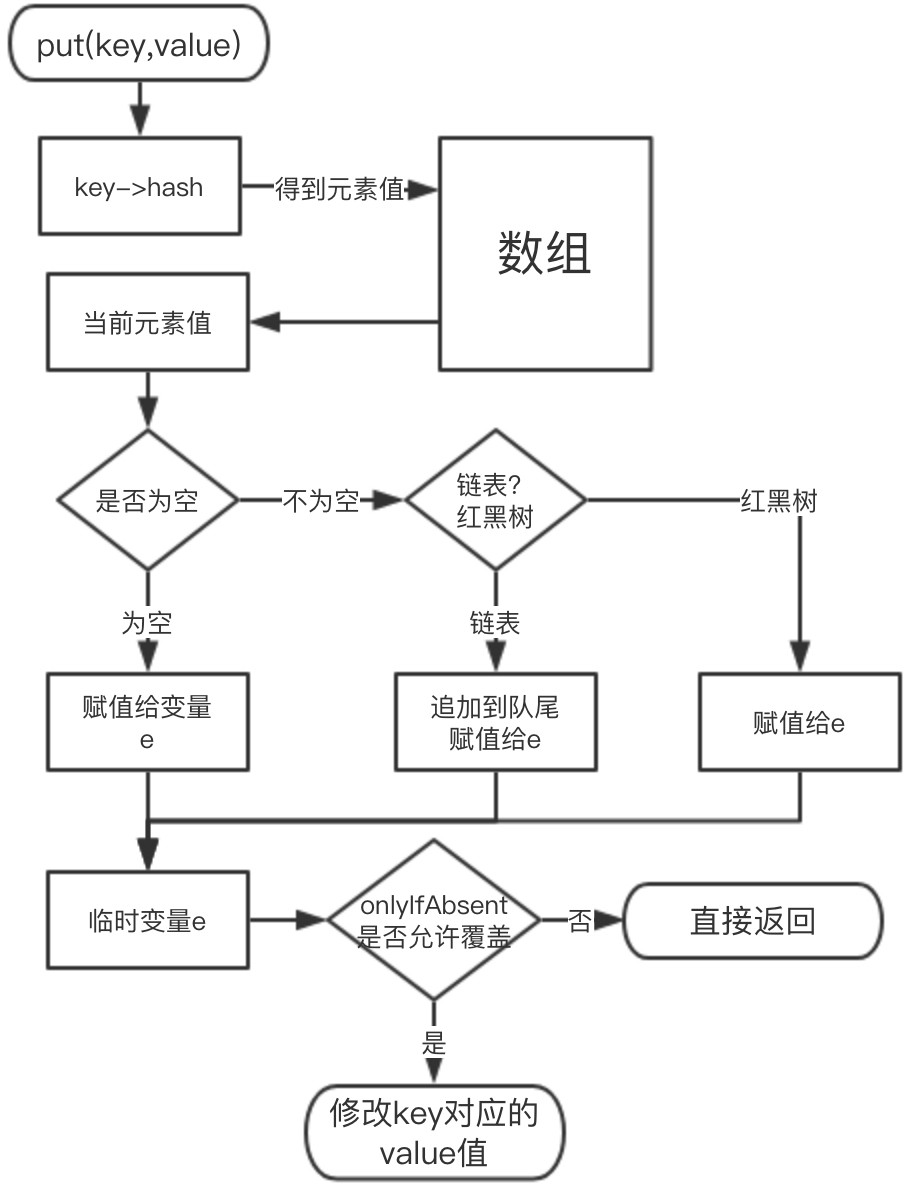 put(key,value)
key->hash
得到元素值
数组
当前元素值
是否为空
不为空
链表?
红黑树
红黑树
为空
链表
赋值给变量
e
追加到队尾
赋值给e
赋值给e
临时变量e
onlyIfAbsent
是否允许覆盖
否
直接返回
是
修改key对应的
value值